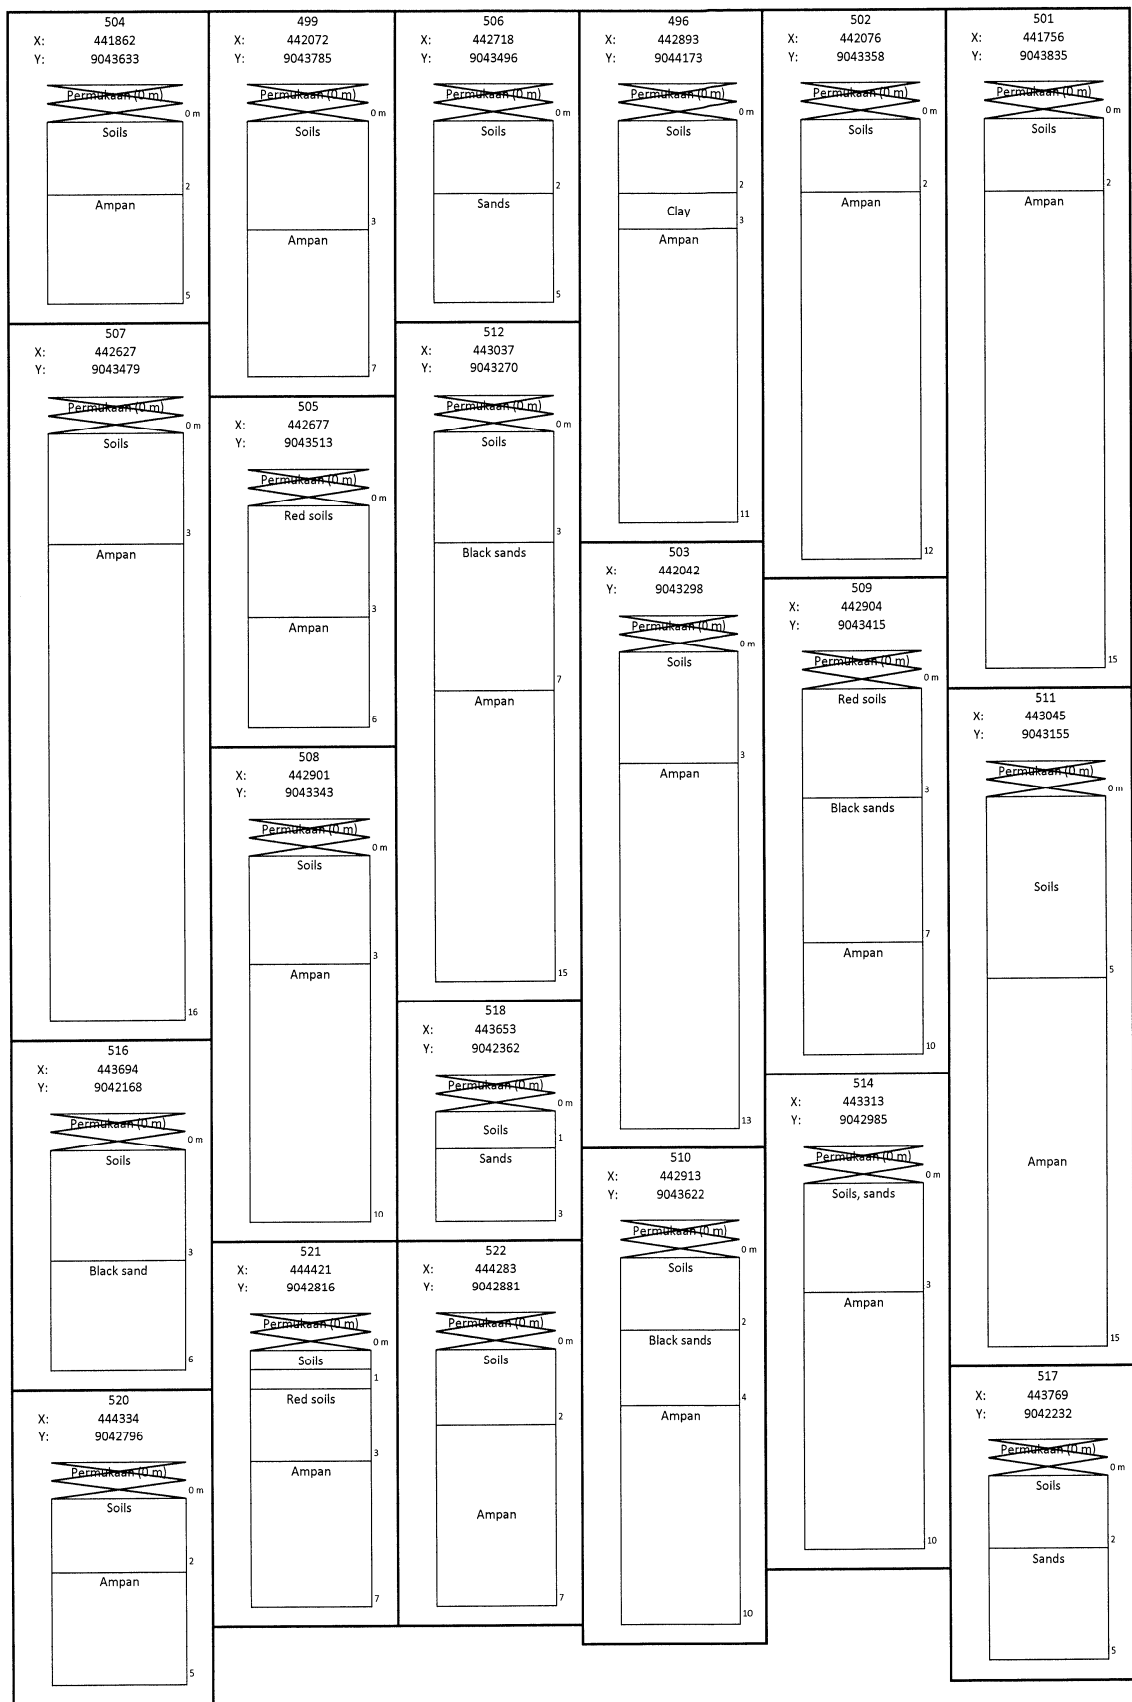 504
X: 441862
Y: 9043633
Permukaan (0 m)
0 m
Soils
2
Ampan
5
507
X: 442627
Y: 9043479
Permukaan (0 m)
0 m
Soils
3
Ampan
16
516
X: 443694
Y: 9042168
Permukaan (0 m)
0 m
Soils
3
Black sand
6
520
X: 444334
Y: 9042796
Permukaan (0 m)
0 m
Soils
2
Ampan
5
499
X: 442072
Y: 9043785
Permukaan (0 m)
0 m
Soils
3
Ampan
7
505
X: 442677
Y: 9043513
Permukaan (0 m)
0 m
Red soils
3
Ampan
6
508
X: 442901
Y: 9043343
Permukaan (0 m)
0 m
Soils
3
Ampan
10
521
X: 444421
Y: 9042816
Permukaan (0 m)
0 m
Soils
1
Red soils
3
Ampan
7
506
X: 442718
Y: 9043496
Permukaan (0 m)
0 m
Soils
2
Sands
5
512
X: 443037
Y: 9043270
Permukaan (0 m)
0 m
Soils
3
Black sands
7
Ampan
15
518
X: 443653
Y: 9042362
Permukaan (0 m)
0 m
Soils
1
Sands
3
522
X: 444283
Y: 9042881
Permukaan (0 m)
0 m
Soils
2
Ampan
7
496
X: 442893
Y: 9044173
Permukaan (0 m)
0 m
Soils
2
Clay
3
Ampan
11
503
X: 442042
Y: 9043298
Permukaan (0 m)
0 m
Soils
3
Ampan
13
510
X: 442913
Y: 9043622
Permukaan (0 m)
0 m
Soils
2
Black sands
4
Ampan
10
502
X: 442076
Y: 9043358
Permukaan (0 m)
0 m
Soils
2
Ampan
12
509
X: 442904
Y: 9043415
Permukaan (0 m)
0 m
Red soils
3
Black sands
7
Ampan
10
514
X: 443313
Y: 9042985
Permukaan (0 m)
0 m
Soils, sands
3
Ampan
10
501
X: 441756
Y: 9043835
Permukaan (0 m)
0 m
Soils
2
Ampan
15
511
X: 443045
Y: 9043155
Permukaan (0 m)
0 m
Soils
5
Ampan
15
517
X: 443769
Y: 9042232
Permukaan (0 m)
0 m
Soils
2
Sands
5